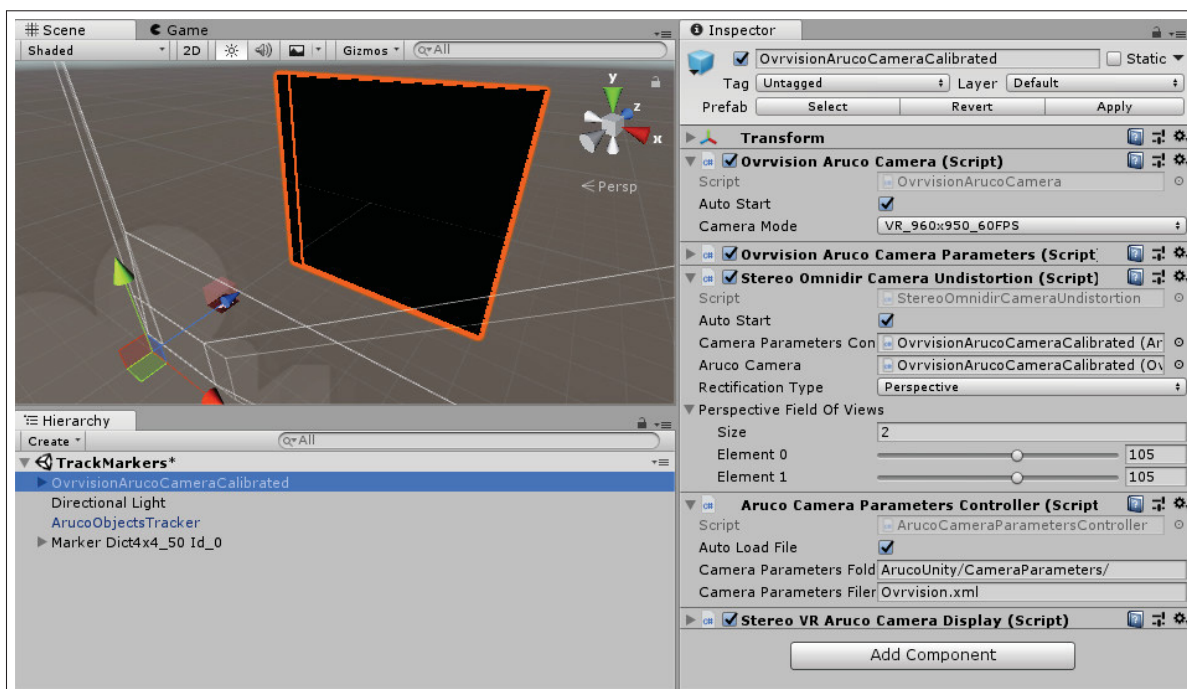 Scene
Game
Shaded
2D
Gizmos
All
y
z
x
Persp
Hierarchy
Create
All
TrackMarkers*
OvrvisionArucoCameraCalibrated
Directional Light
ArucoObjectsTracker
Marker Dict4x4_50 Id_0
Inspector
OvrvisionArucoCameraCalibrated
Static
Tag Untagged
Layer Default
Prefab Select Revert Apply
Transform
Ovrvision Aruco Camera (Script)
Script OvrvisionArucoCamera
Auto Start
Camera Mode VR_960x950_60FPS
Ovrvision Aruco Camera Parameters (Script)
Stereo Omnidir Camera Undistortion (Script)
Script StereoOmnidirCameraUndistortion
Auto Start
Camera Parameters Con OvrvisionArucoCameraCalibrated (Ar
Aruco Camera OvrvisionArucoCameraCalibrated (Ov
Rectification Type Perspective
Perspective Field Of Views
Size 2
Element 0 105
Element 1 105
Aruco Camera Parameters Controller (Script
Script ArucoCameraParametersController
Auto Load File
Camera Parameters Fold ArucoUnity/CameraParameters/
Camera Parameters Filer Ovrvision.xml
Stereo VR Aruco Camera Display (Script)
Add Component